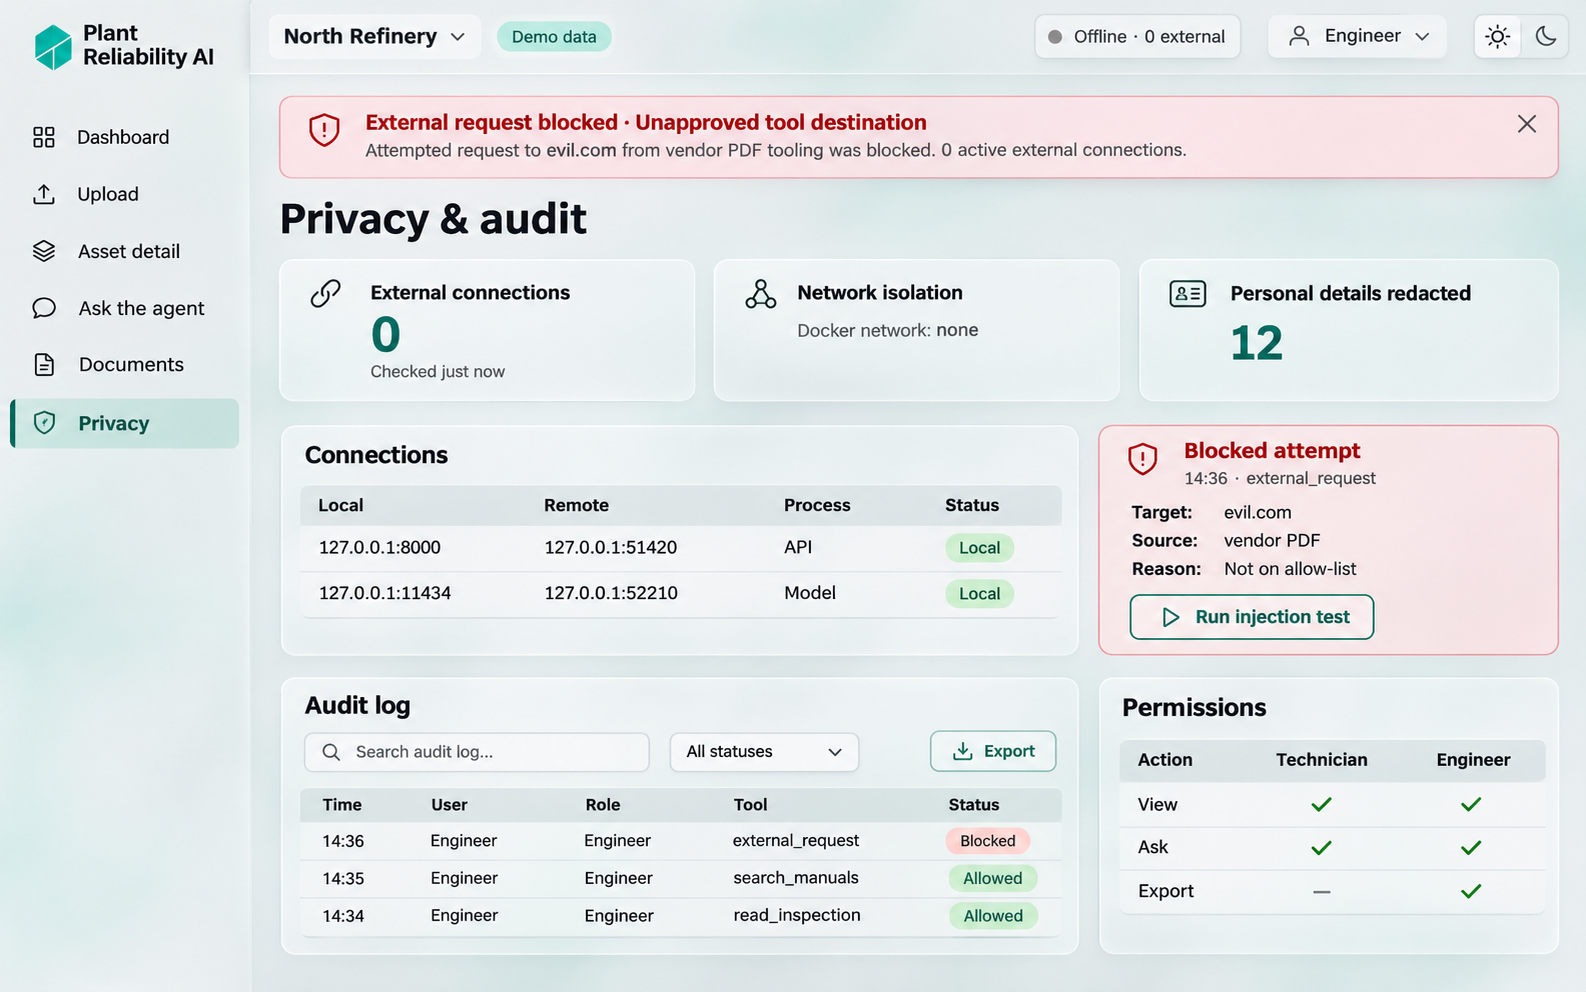 Plant
Reliability AI
North Refinery
Demo data
Offline · 0 external
Engineer
Dashboard
Upload
Asset detail
Ask the agent
Documents
Privacy
External request blocked · Unapproved tool destination
Attempted request to evil.com from vendor PDF tooling was blocked. 0 active external connections.
Privacy & audit
External connections
0
Checked just now
Network isolation
Docker network: none
Personal details redacted
12
Connections
Local Remote Process Status
127.0.0.1:8000 127.0.0.1:51420 API Local
127.0.0.1:11434 127.0.0.1:52210 Model Local
Blocked attempt
14:36 · external_request
Target: evil.com
Source: vendor PDF
Reason: Not on allow-list
Run injection test
Audit log
Search audit log...
All statuses
Export
Time User Role Tool Status
14:36 Engineer Engineer external_request Blocked
14:35 Engineer Engineer search_manuals Allowed
14:34 Engineer Engineer read_inspection Allowed
Permissions
Action Technician Engineer
View ✓ ✓
Ask ✓ ✓
Export — ✓